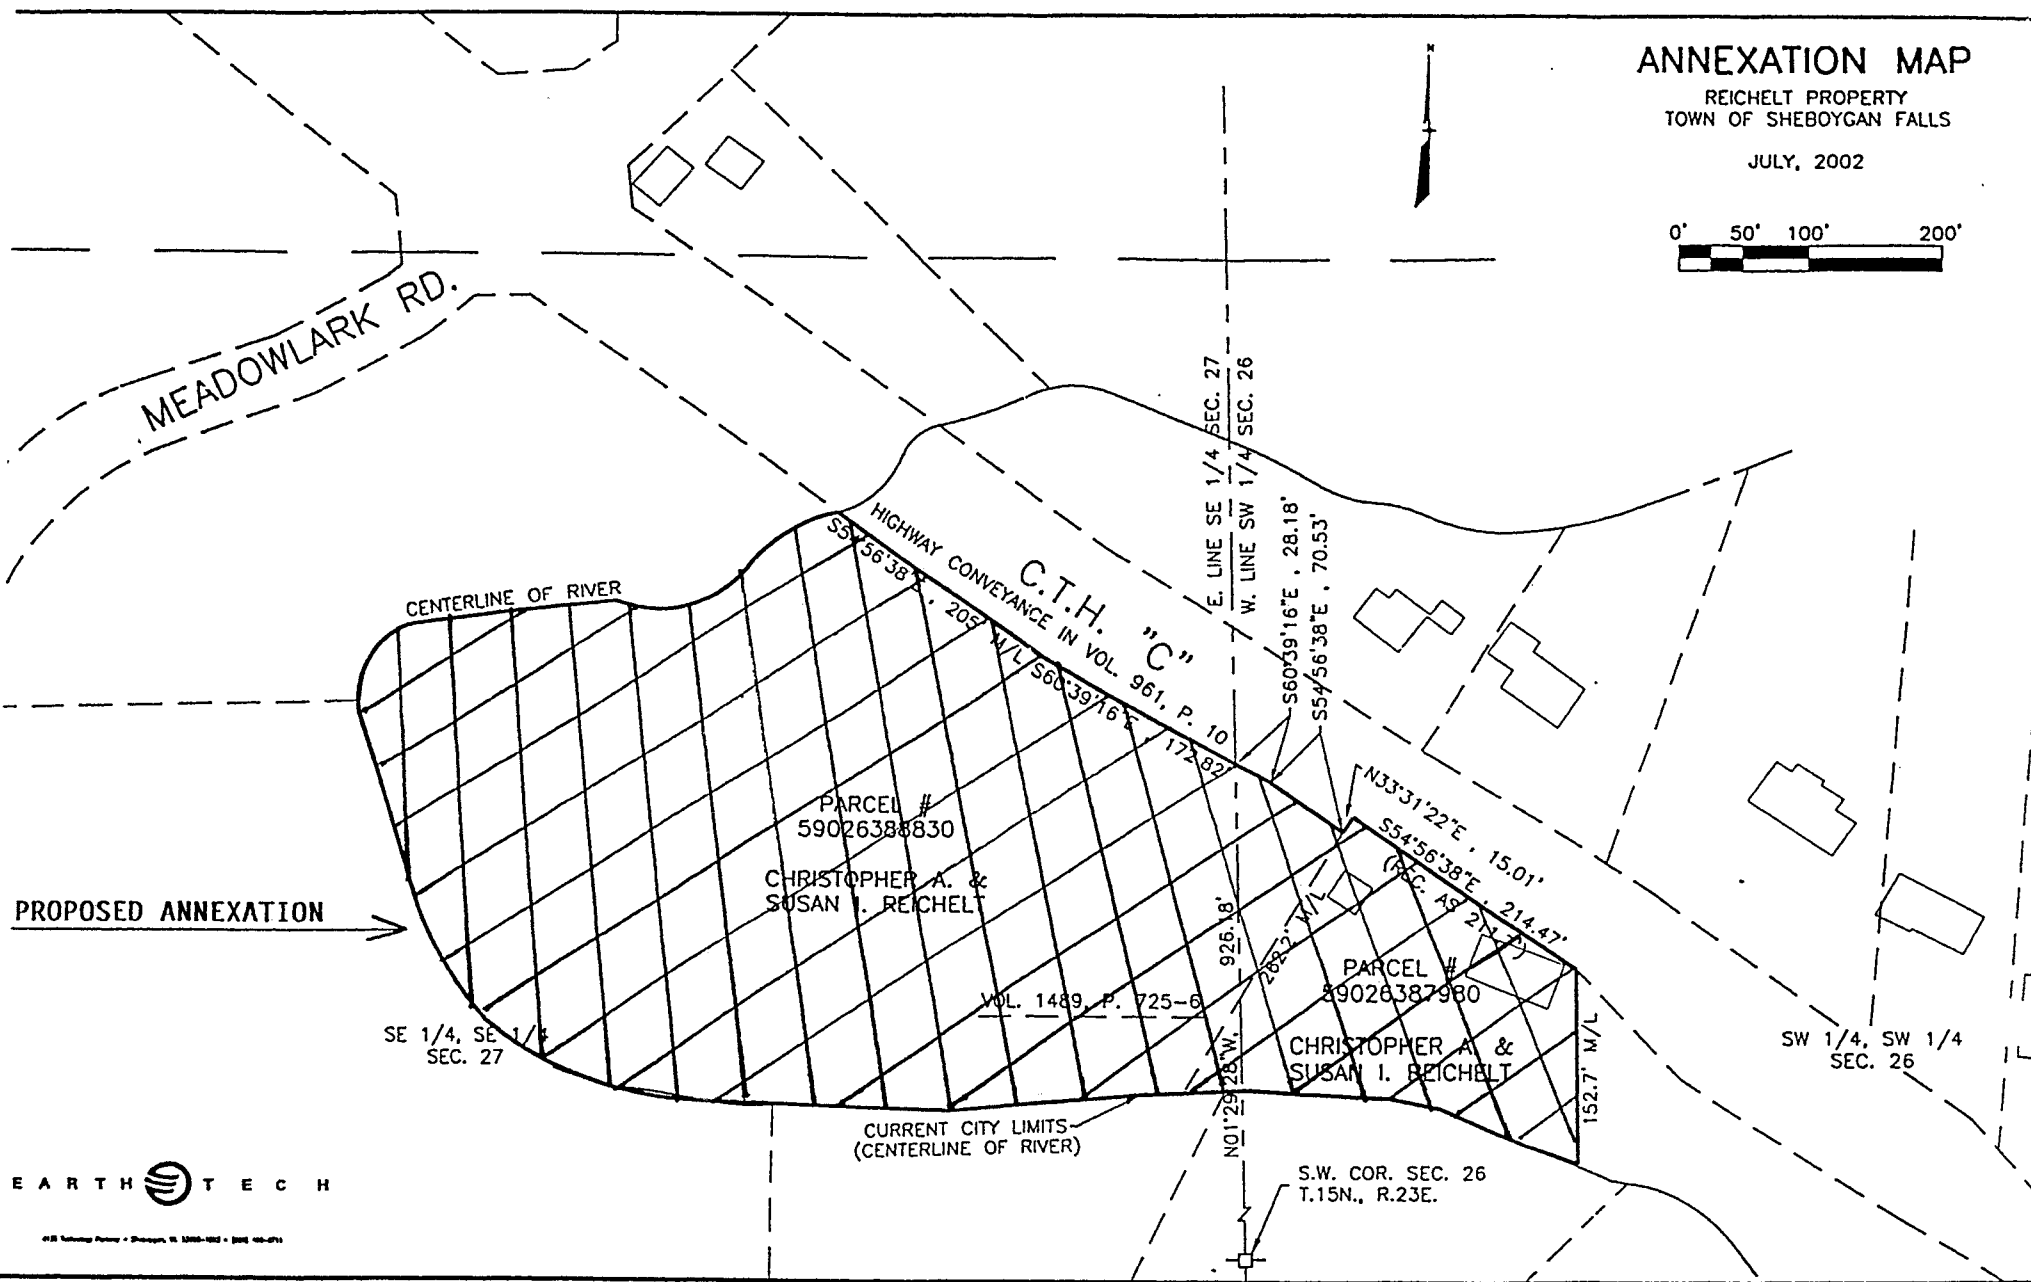 ANNEXATION MAP
REICHELT PROPERTY
TOWN OF SHEBOYGAN FALLS
JULY, 2002
N
0' 50' 100' 200'
MEADOWLARK RD.
E. LINE SE 1/4 SEC. 27
W. LINE SW 1/4 SEC. 26
S60°39'16"E, 28.18'
S54°56'38"E, 70.53'
HIGHWAY CONVEYANCE IN VOL. 961, P. 10
C.T.H. "C"
S54°56'38"E, 205' M/L
S60°39'16"E, 172.82'
CENTERLINE OF RIVER
N33°31'22"E, 15.01'
S54°56'38"E, 214.47'
(REC. AS 211.7')
PARCEL #
59026388830
CHRISTOPHER A. &
SUSAN I. REICHELT
PROPOSED ANNEXATION
926.18'
N01°29'28"W,
262.2' M/L
VOL. 1489, P. 725-6
PARCEL #
59026387980
CHRISTOPHER A. &
SUSAN I. REICHELT
152.7' M/L
SE 1/4, SE 1/4
SEC. 27
SW 1/4, SW 1/4
SEC. 26
CURRENT CITY LIMITS
(CENTERLINE OF RIVER)
S.W. COR. SEC. 26
T.15N., R.23E.
EARTH TECH